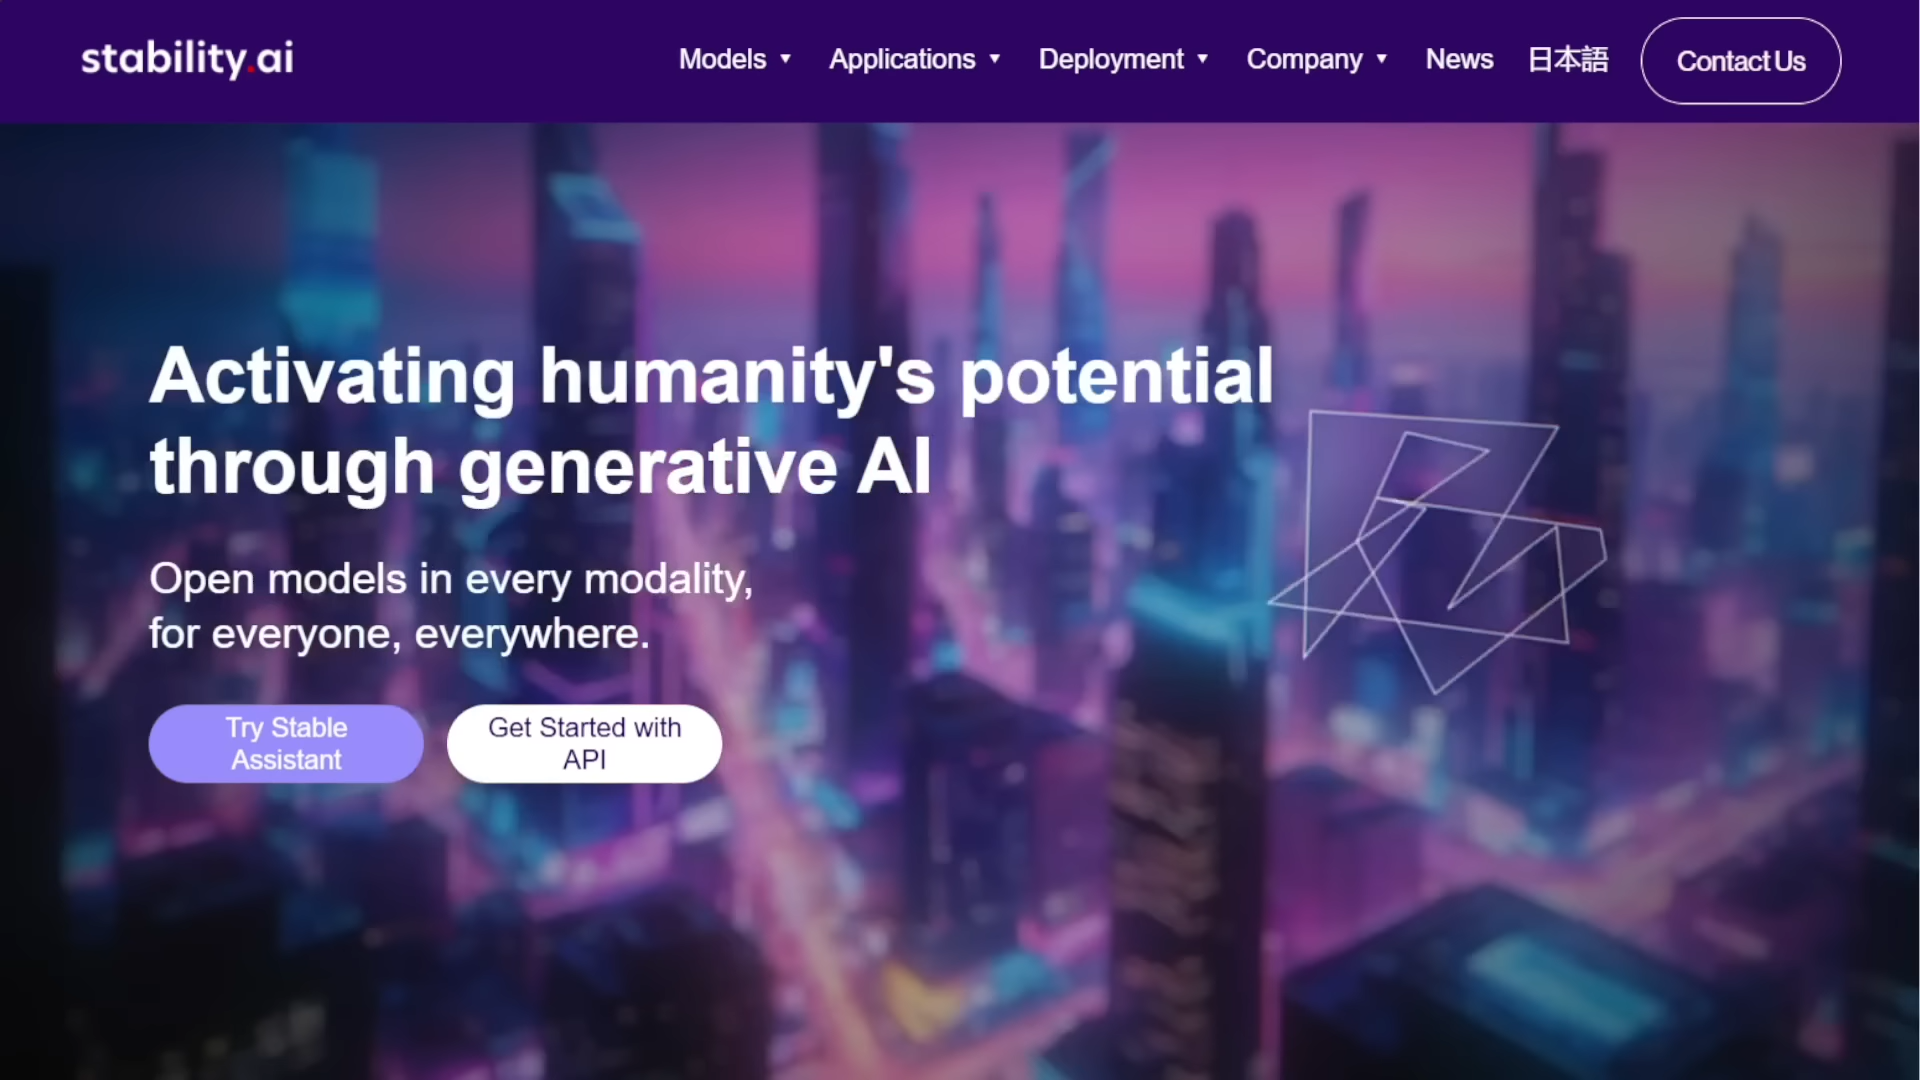 stability.ai
Models
Applications
Deployment
Company
News
日本語
Contact Us
Activating humanity's potential
through generative AI
Open models in every modality,
for everyone, everywhere.
Try Stable
Assistant
Get Started with
API